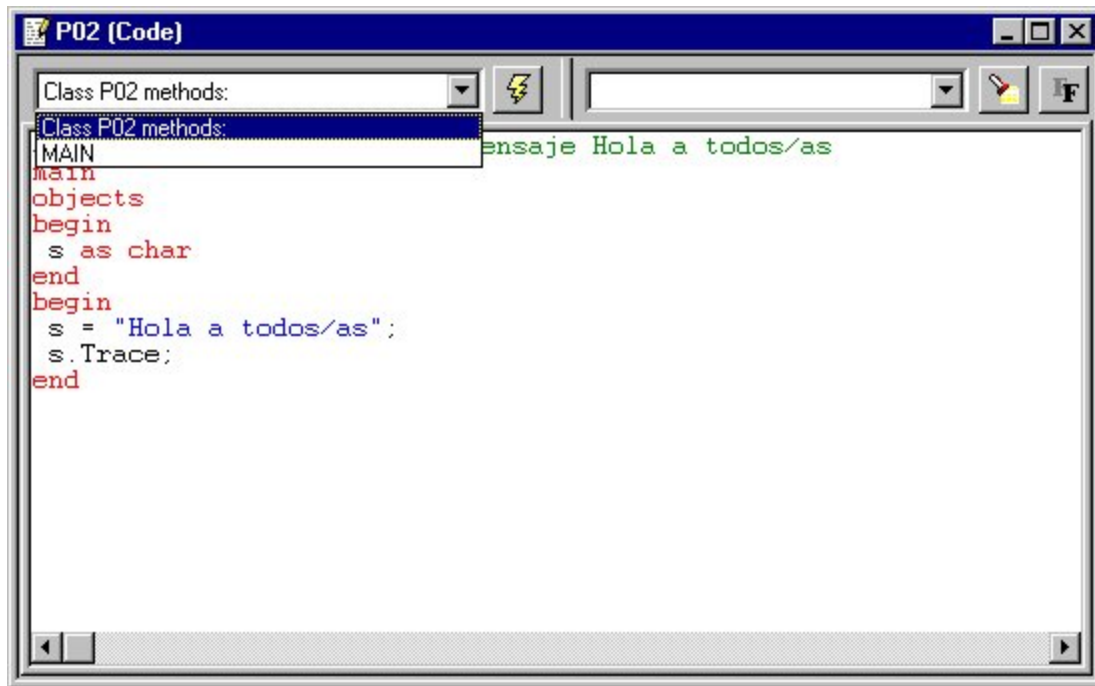 P02 (Code)
Class P02 methods:
Class P02 methods:
MAIN
Hola a todos/as
main
objects
begin
s as char
end
begin
s = "Hola a todos/as";
s.Trace;
end